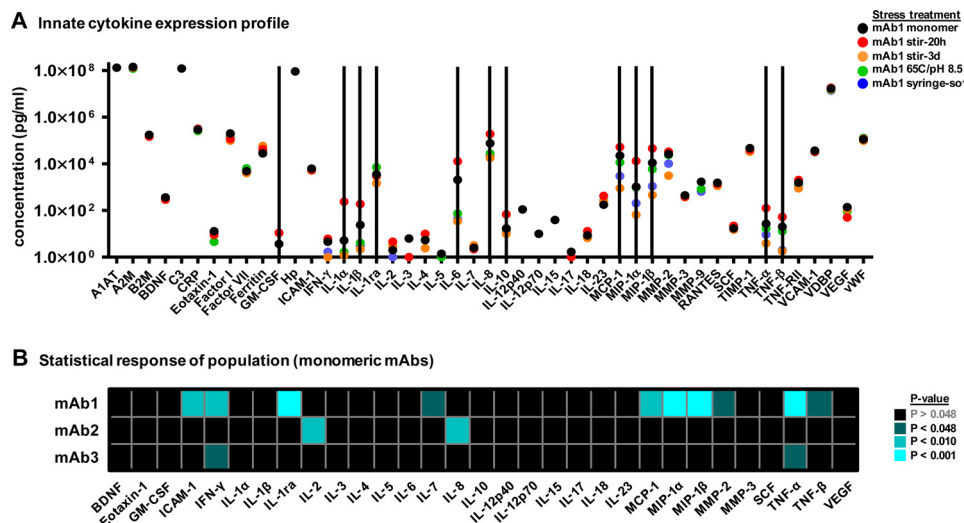 A Innate cytokine expression profile
Stress treatment
mAb1 monomer
mAb1 stir-20h
mAb1 stir-3d
mAb1 65C/pH 8.5
mAb1 syringe-so
concentration (pg/ml)
1.0×10⁸
1.0×10⁶
1.0×10⁴
1.0×10²
1.0×10⁰
A1AT
A2M
B2M
BDNF
C3
CRP
Eotaxin-1
Factor I
Factor VII
Ferritin
GM-CSF
Hp
ICAM-1
IFN-γ
IL-1α
IL-1β
IL-1ra
IL-2
IL-3
IL-4
IL-5
IL-6
IL-7
IL-8
IL-10
IL-12p40
IL-12p70
IL-15
IL-17
IL-18
IL-23
MCP-1
MIP-1α
MIP-1β
MMP-2
MMP-3
MMP-9
RANTES
SCF
TIMP-1
TNF-α
TNF-β
TNF-RII
VCAM-1
VDBP
VEGF
vWF
B Statistical response of population (monomeric mAbs)
mAb1
mAb2
mAb3
P-value
P > 0.048
P < 0.048
P < 0.010
P < 0.001
BDNF
Eotaxin-1
GM-CSF
ICAM-1
IFN-γ
IL-1α
IL-1β
IL-1ra
IL-2
IL-3
IL-4
IL-5
IL-6
IL-7
IL-8
IL-10
IL-12p40
IL-12p70
IL-15
IL-17
IL-18
IL-23
MCP-1
MIP-1α
MIP-1β
MMP-2
MMP-3
SCF
TNF-α
TNF-β
VEGF